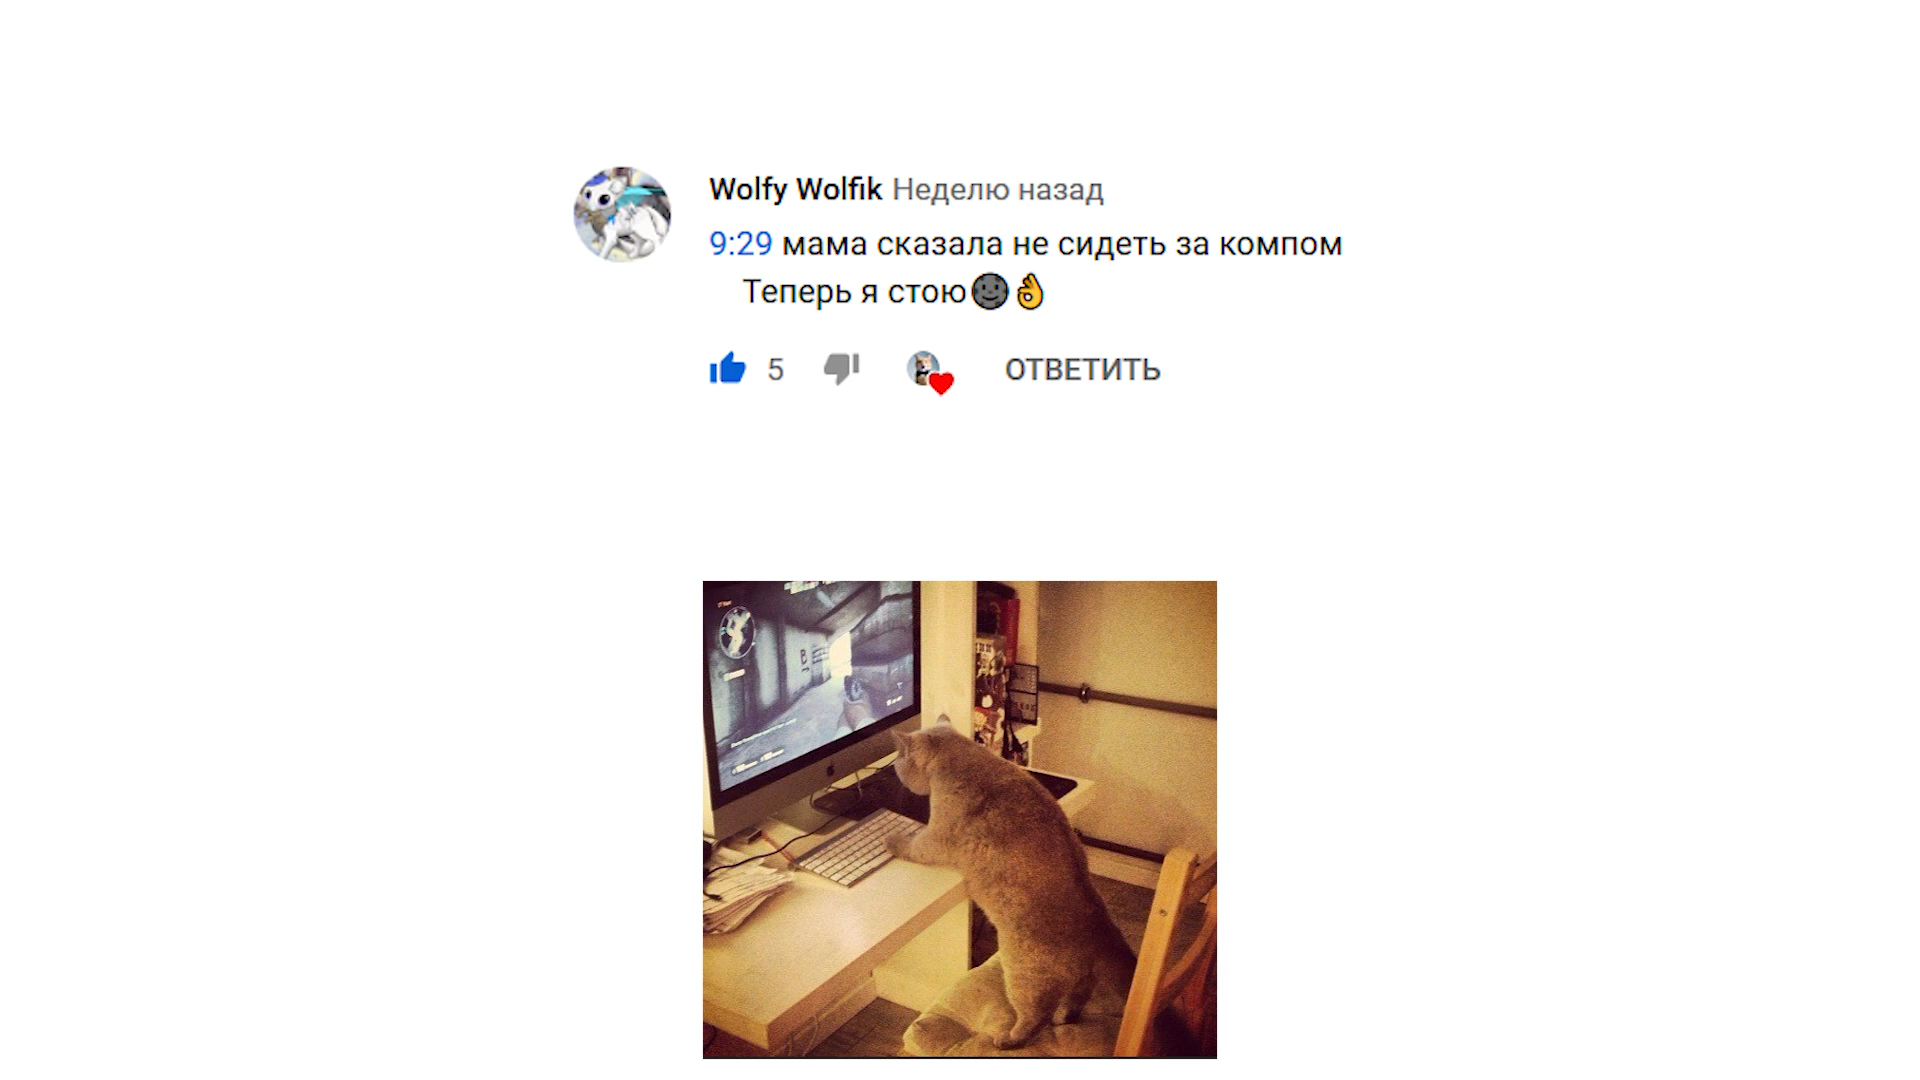 Wolfy Wolfik Неделю назад
9:29 мама сказала не сидеть за компом
Теперь я стою🌚👌
5
ОТВЕТИТЬ
B